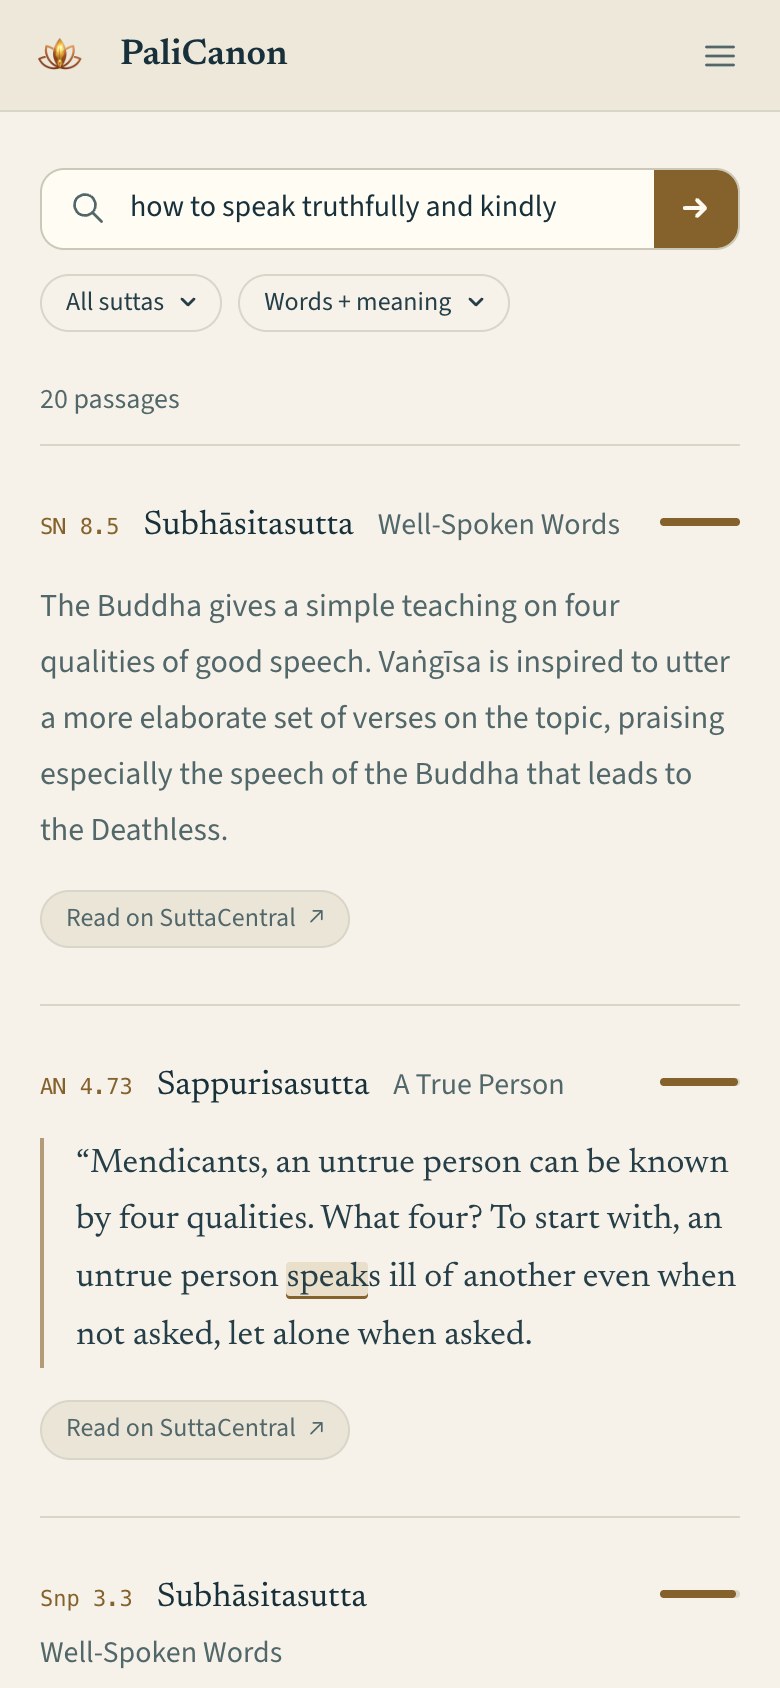 PaliCanon
how to speak truthfully and kindly
All suttas
Words + meaning
20 passages
SN 8.5 Subhāsitasutta Well-Spoken Words
The Buddha gives a simple teaching on four
qualities of good speech. Vaṅgīsa is inspired to utter
a more elaborate set of verses on the topic, praising
especially the speech of the Buddha that leads to
the Deathless.
Read on SuttaCentral ↗
AN 4.73 Sappurisasutta A True Person
“Mendicants, an untrue person can be known
by four qualities. What four? To start with, an
untrue person speaks ill of another even when
not asked, let alone when asked.
Read on SuttaCentral ↗
Snp 3.3 Subhāsitasutta
Well-Spoken Words